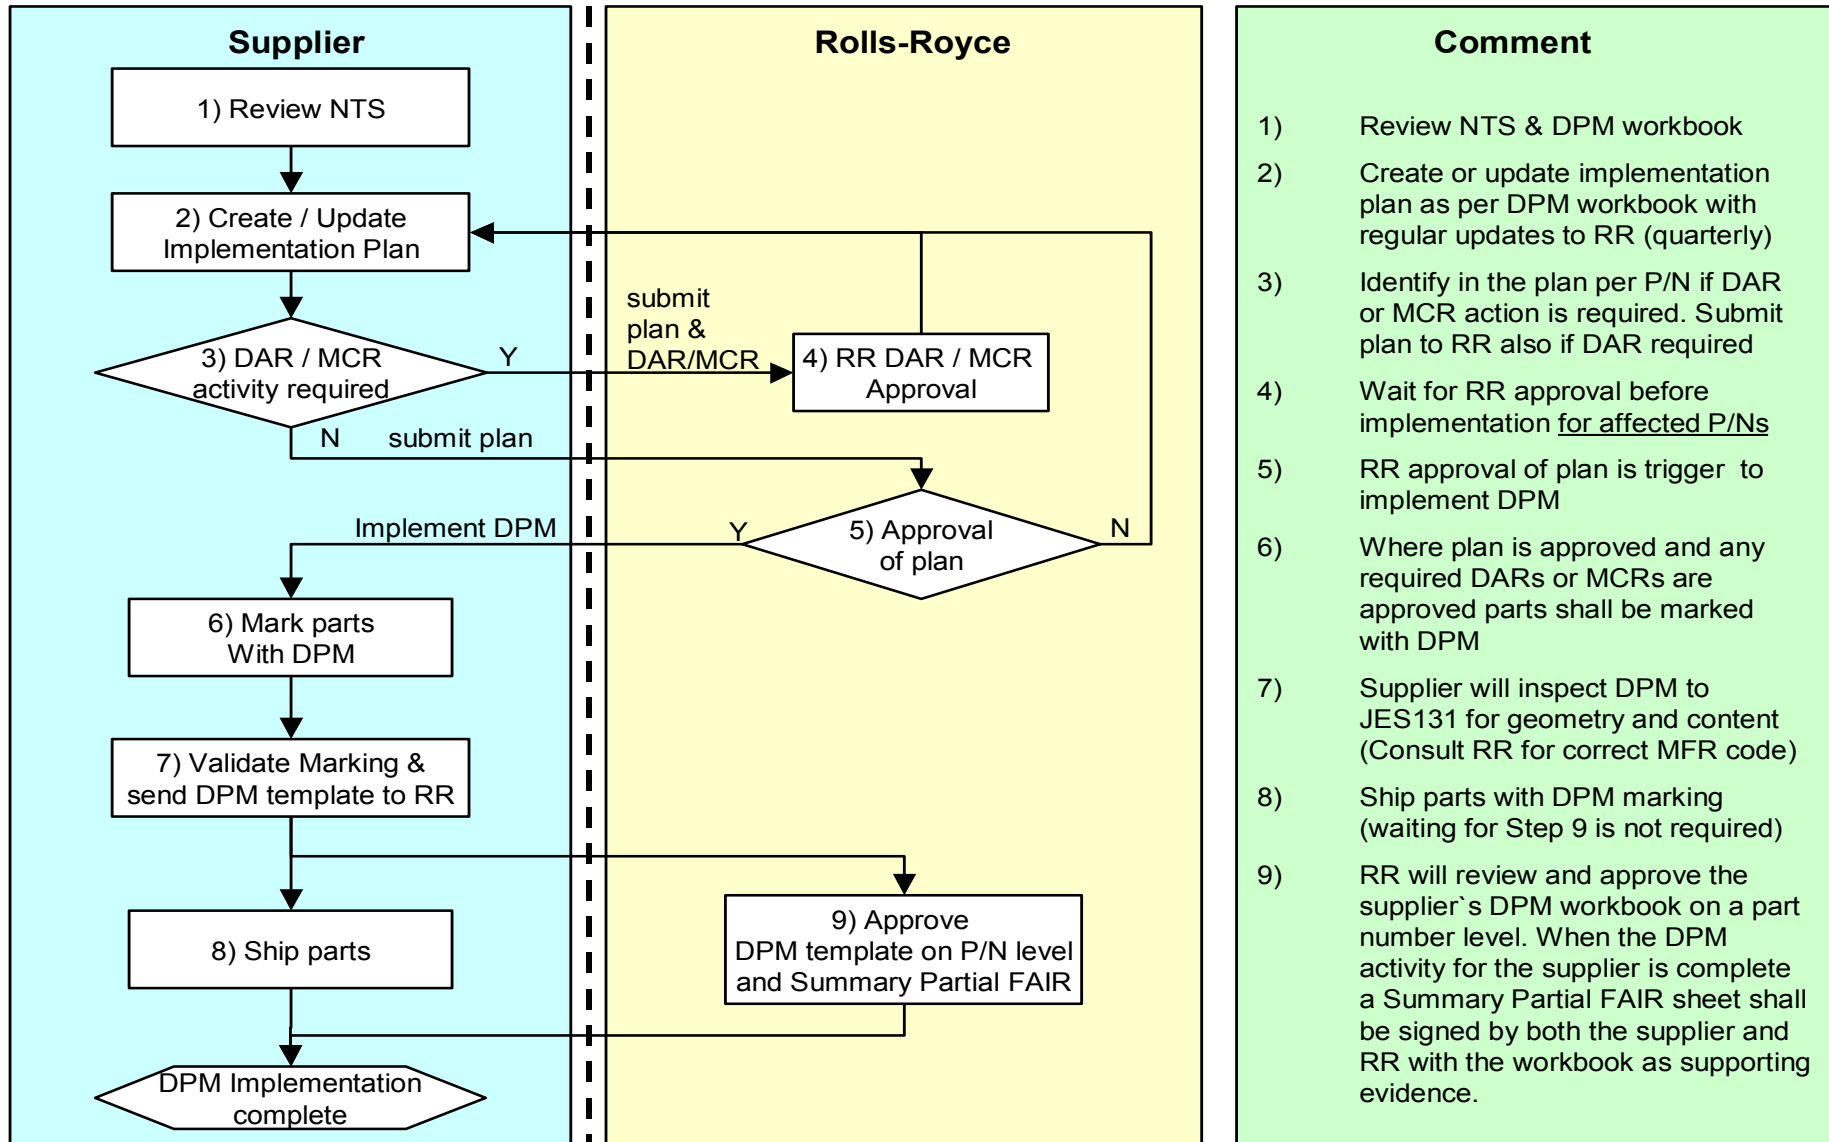 Supplier
1) Review NTS
2) Create / Update
Implementation Plan
3) DAR / MCR
activity required
Y
N
submit plan
submit
plan &
DAR/MCR
Implement DPM
6) Mark parts
With DPM
7) Validate Marking &
send DPM template to RR
8) Ship parts
DPM Implementation
complete
Rolls-Royce
4) RR DAR / MCR
Approval
Y
5) Approval
of plan
N
9) Approve
DPM template on P/N level
and Summary Partial FAIR
Comment
1) Review NTS & DPM workbook
2) Create or update implementation
plan as per DPM workbook with
regular updates to RR (quarterly)
3) Identify in the plan per P/N if DAR
or MCR action is required. Submit
plan to RR also if DAR required
4) Wait for RR approval before
implementation for affected P/Ns
5) RR approval of plan is trigger to
implement DPM
6) Where plan is approved and any
required DARs or MCRs are
approved parts shall be marked
with DPM
7) Supplier will inspect DPM to
JES131 for geometry and content
(Consult RR for correct MFR code)
8) Ship parts with DPM marking
(waiting for Step 9 is not required)
9) RR will review and approve the
supplier`s DPM workbook on a part
number level. When the DPM
activity for the supplier is complete
a Summary Partial FAIR sheet shall
be signed by both the supplier and
RR with the workbook as supporting
evidence.